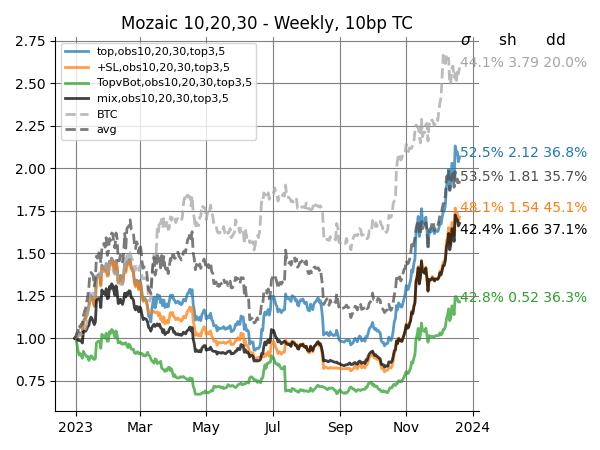 Mozaic 10,20,30 - Weekly, 10bp TC
σ sh dd
2.75
2.50
2.25
2.00
1.75
1.50
1.25
1.00
0.75
top,obs10,20,30,top3,5
+SL,obs10,20,30,top3,5
TopvBot,obs10,20,30,top3,5
mix,obs10,20,30,top3,5
BTC
avg
44.1% 3.79 20.0%
52.5% 2.12 36.8%
53.5% 1.81 35.7%
48.1% 1.54 45.1%
42.4% 1.66 37.1%
42.8% 0.52 36.3%
2023 Mar May Jul Sep Nov 2024